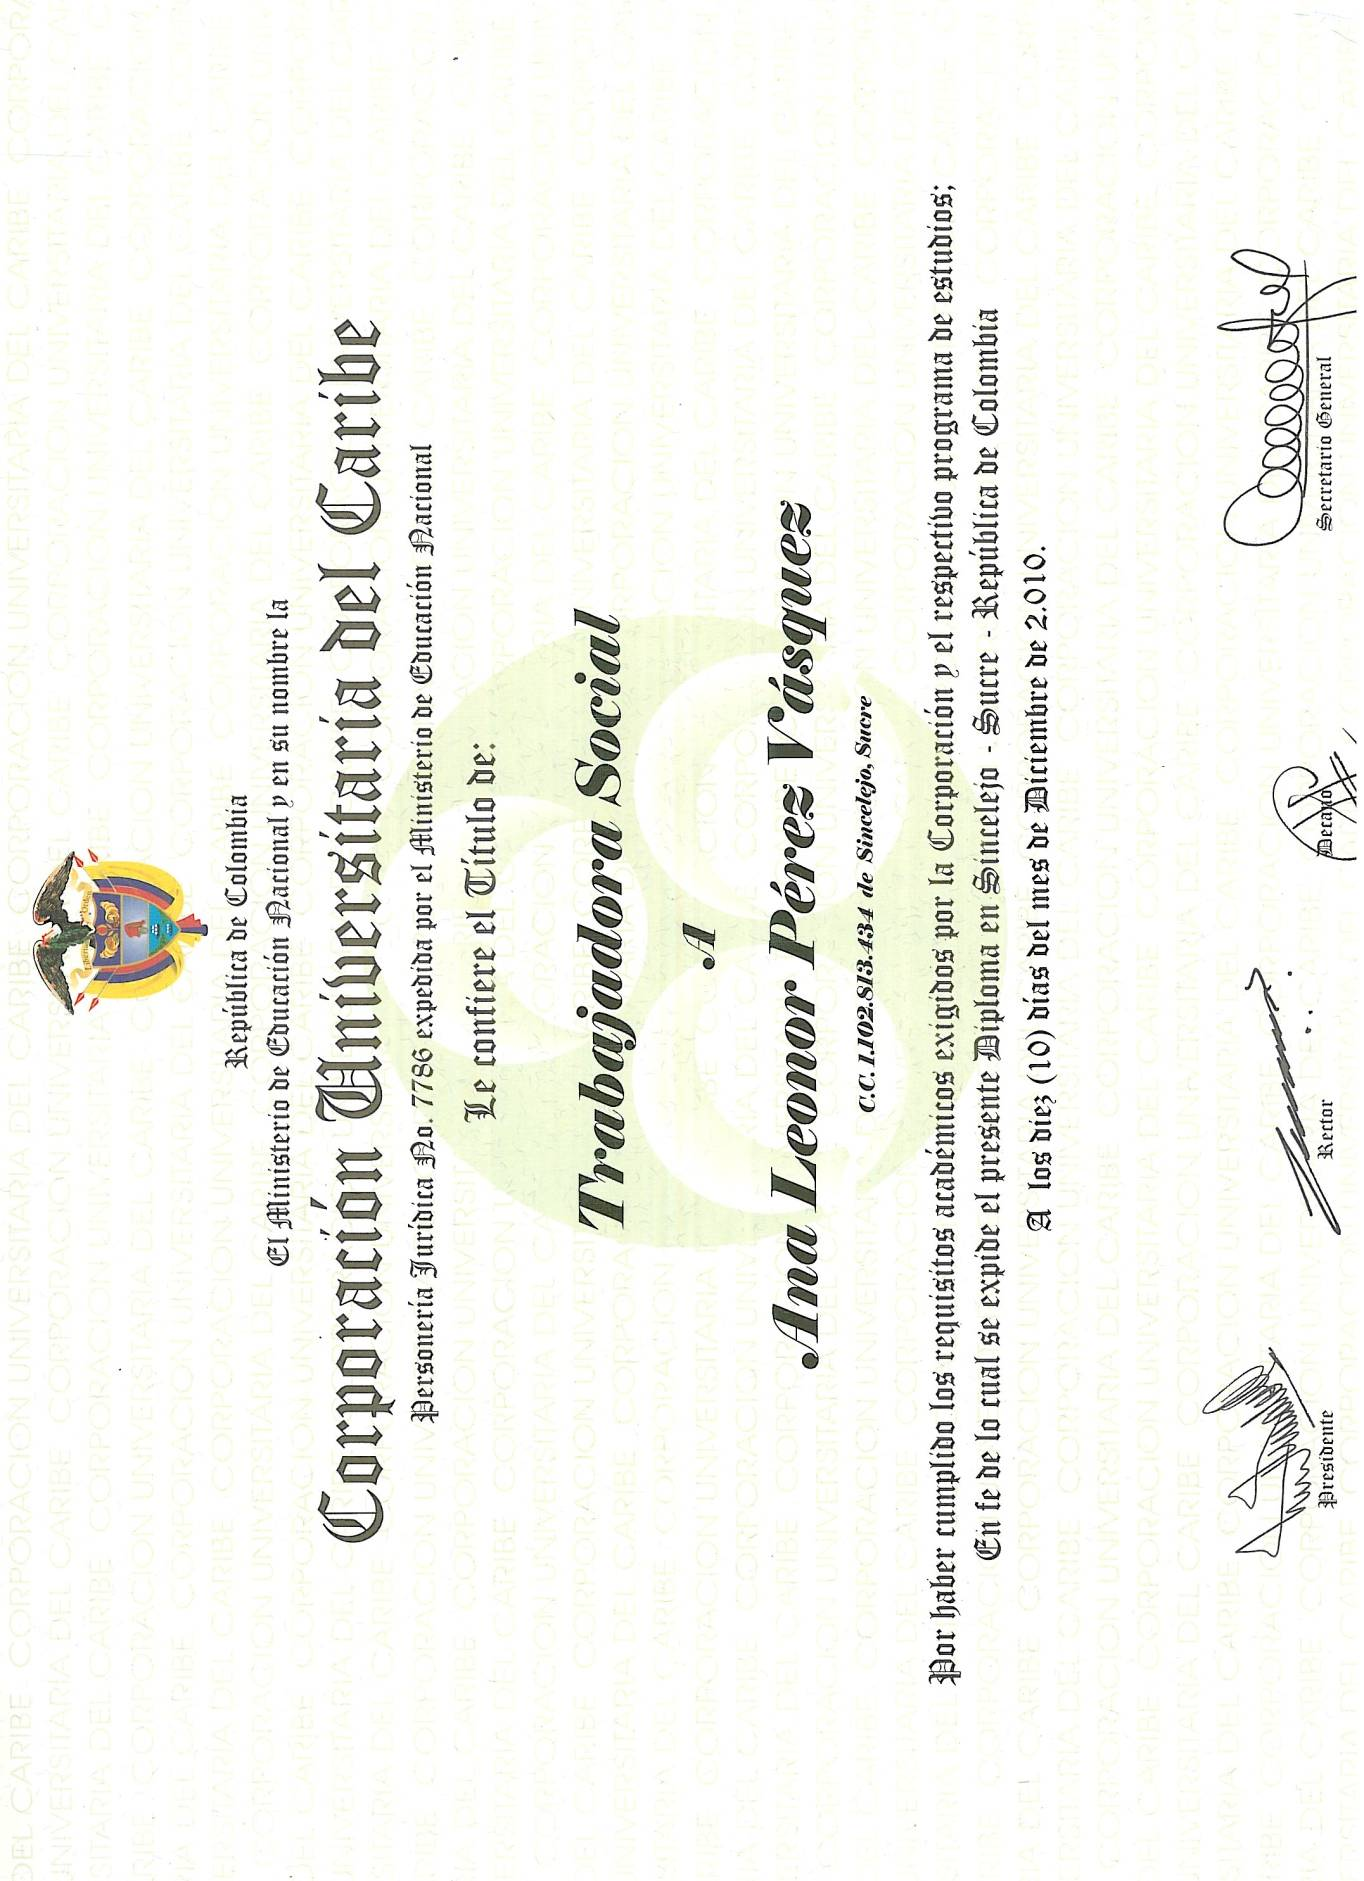 República de Colombia
El Ministerio de Educación Nacional y en su nombre la
Corporación Universitaria del Caribe
Personería Jurídica No. 7786 expedida por el Ministerio de Educación Nacional
Le confiere el Título de:
Trabajadora Social
A
Ana Leonor Pérez Vásquez
C.C. 1.102.813.434 de Sincelejo, Sucre
Por haber cumplido los requisitos académicos exigidos por la Corporación y el respectivo programa de estudios;
En fe de lo cual se expide el presente Diploma en Sincelejo - Sucre - República de Colombia
A los diez (10) días del mes de Diciembre de 2.010.
Presidente
Rector
Decano
Secretario General